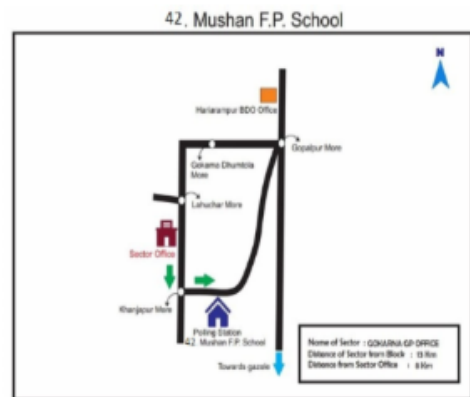 42. Mushan F.P. School
N
Harirampur BDO Office
Gopalpur More
Gokarna Dhumtola
More
Lahuchar More
Sector Office
Khanjapur More
Polling Station
42. Mushan F.P. School
Towards gazole
Name of Sector : GOKARNA GP OFFICE
Distance of Sector from Block : 13 Km
Distance from Sector Office : 8 Km